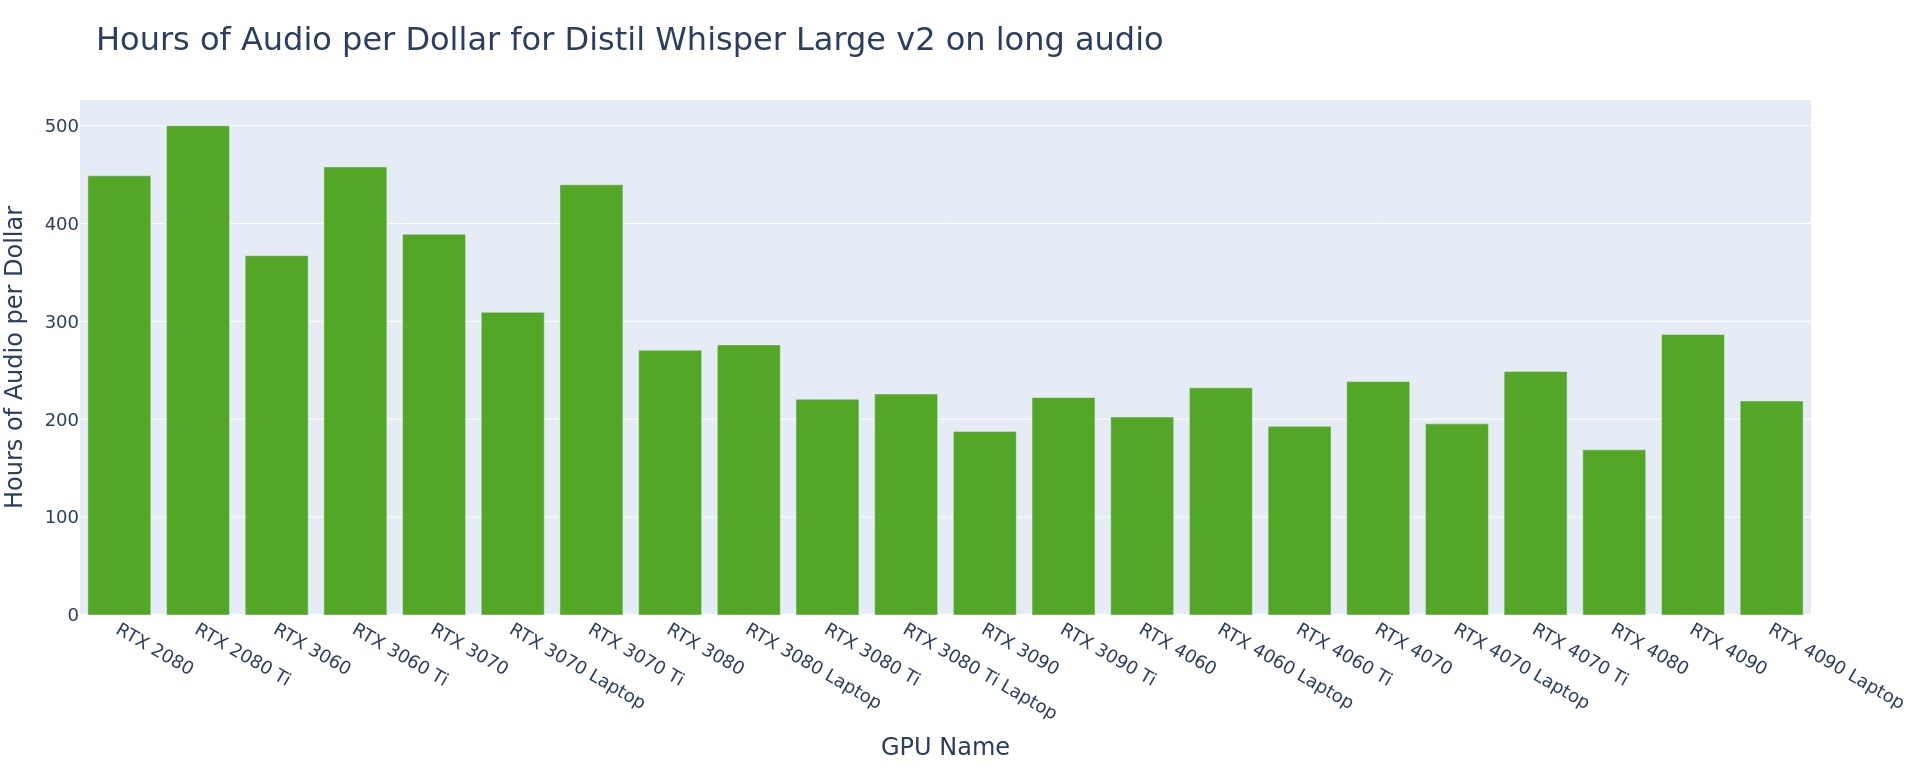 Hours of Audio per Dollar for Distil Whisper Large v2 on long audio
Hours of Audio per Dollar
500
400
300
200
100
0
RTX 2080
RTX 2080 Ti
RTX 3060
RTX 3060 Ti
RTX 3070
RTX 3070 Laptop
RTX 3070 Ti
RTX 3080
RTX 3080 Laptop
RTX 3080 Ti
RTX 3080 Ti Laptop
RTX 3090
RTX 3090 Ti
RTX 4060
RTX 4060 Laptop
RTX 4060 Ti
RTX 4070
RTX 4070 Laptop
RTX 4070 Ti
RTX 4080
RTX 4090
RTX 4090 Laptop
GPU Name